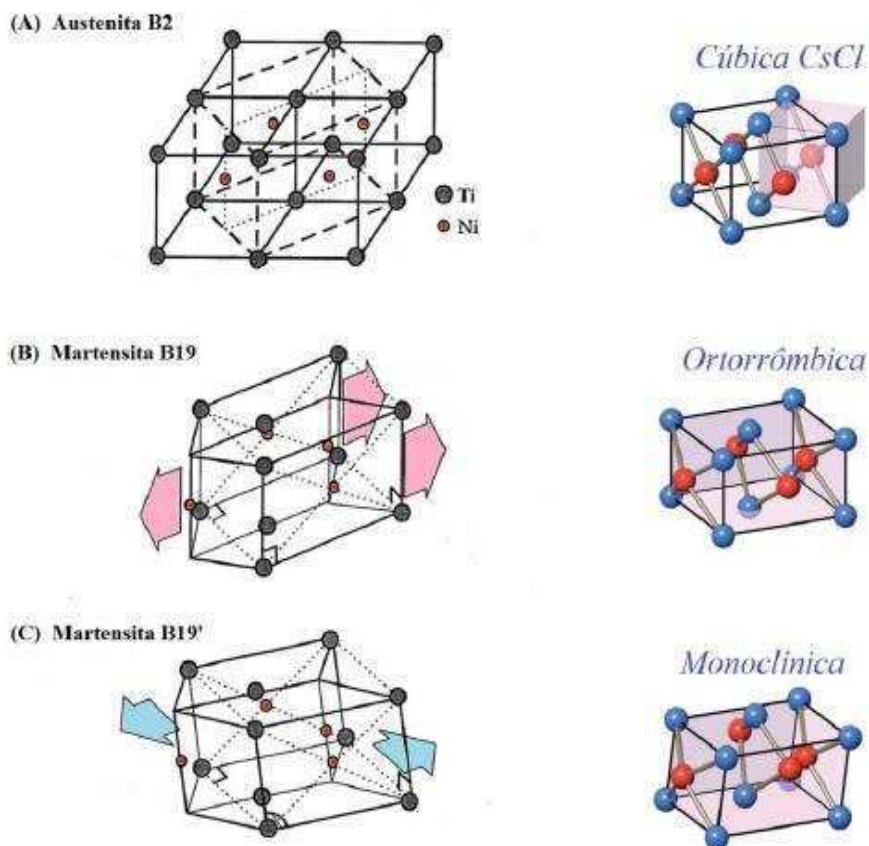 (A) Austenita B2
Cúbica CsCl
Ti
Ni
(B) Martensita B19
Ortorrômbica
(C) Martensita B19'
Monoclínica